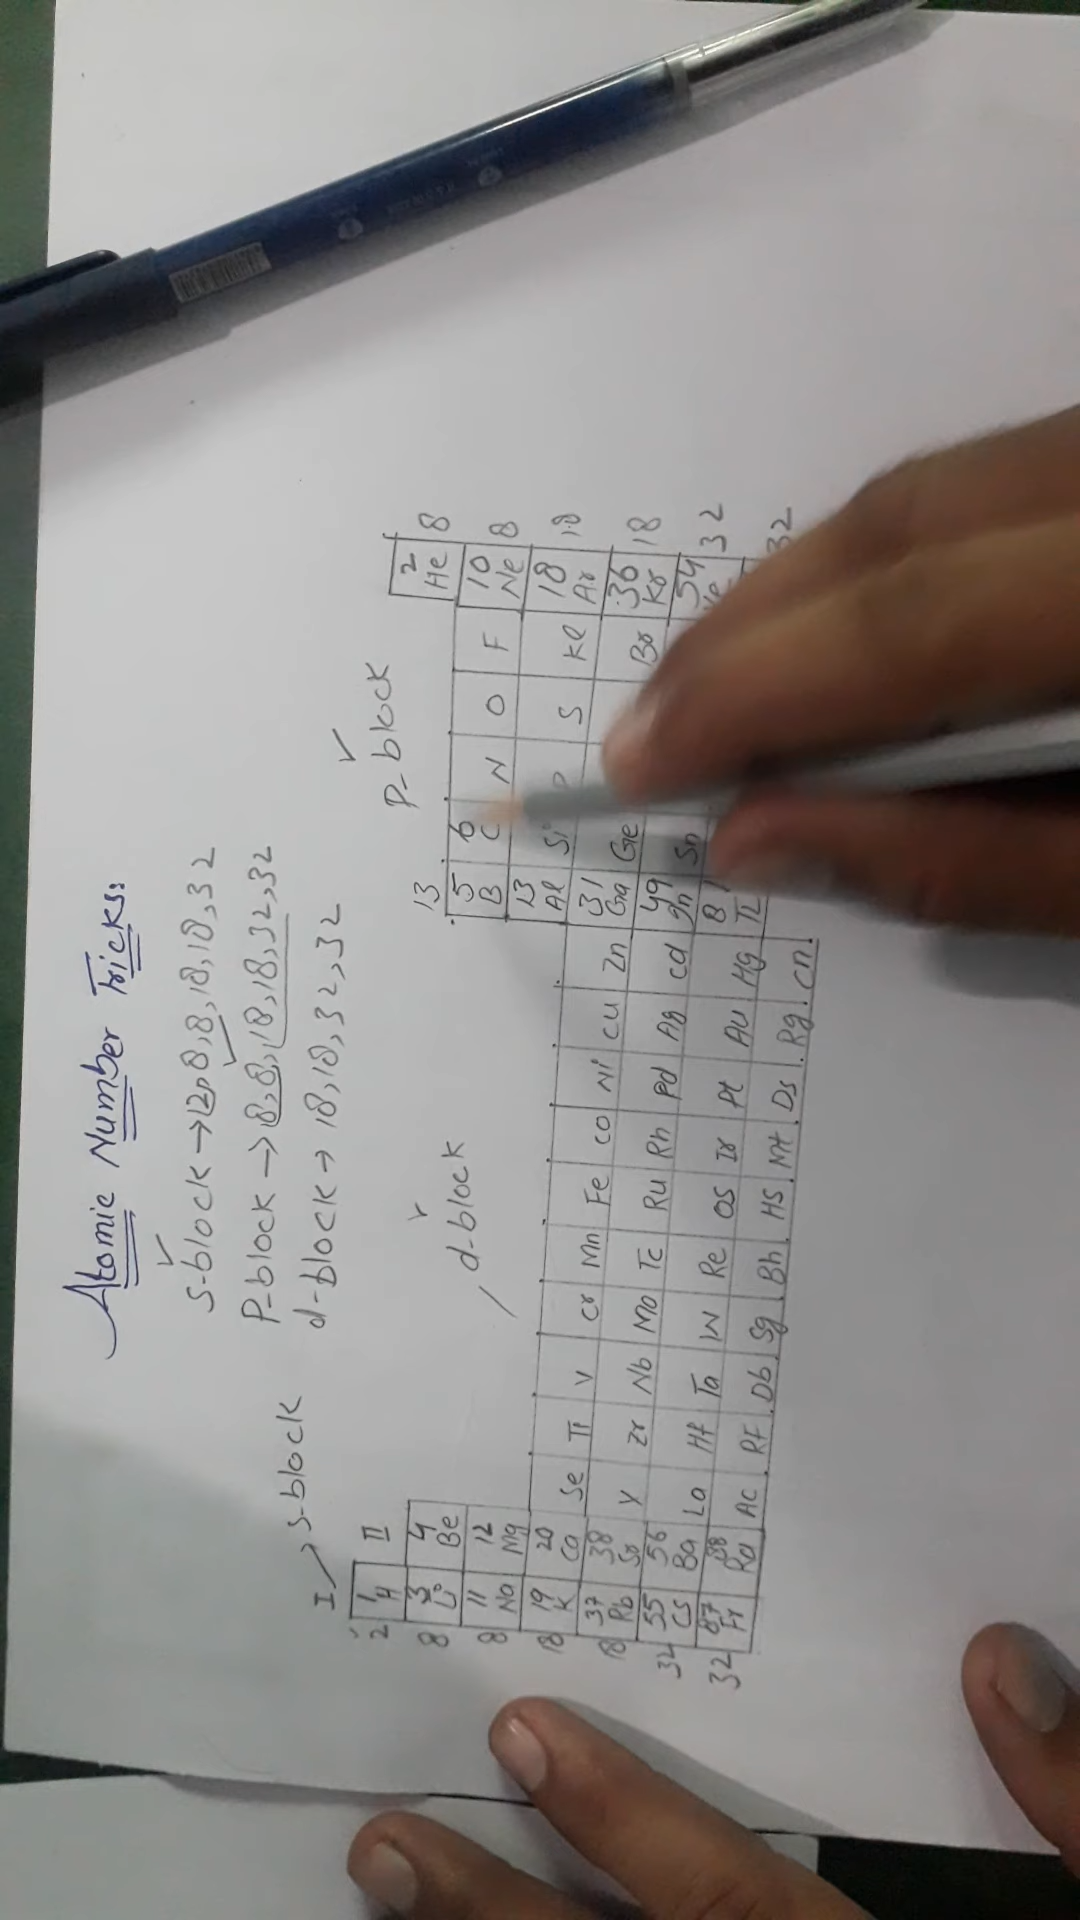 Atomic Number Tricks:
s-block → 2,8,8,18,18,32
P-block → 8,8,18,18,32,32
d-block → 18,18,32,32
I → s-block
II
d-block
P-block
13
2 1 H 2 He 8
8 3 Li 4 Be 5 B 6 C N O F 10 Ne 8
8 11 Na 12 Mg 13 Al Si P S Kl 18 Ar 18
18 19 K 20 Ca Se Ti V Cr Mn Fe CO Ni CU Zn 31 Ga Ge Br 36 Kr 18
18 37 Rb 38 Sr Y Zr Nb Mo Tc Ru Rh Pd Ag Cd 49 In Sn 54 Xe 32
32 55 CS 56 Ba La Hf Ta W Re OS Ir Pt AU Hg TL 32
32 87 Fr 88 Ra Ac Rf Db Sg Bh HS Mt Ds Rg Cn